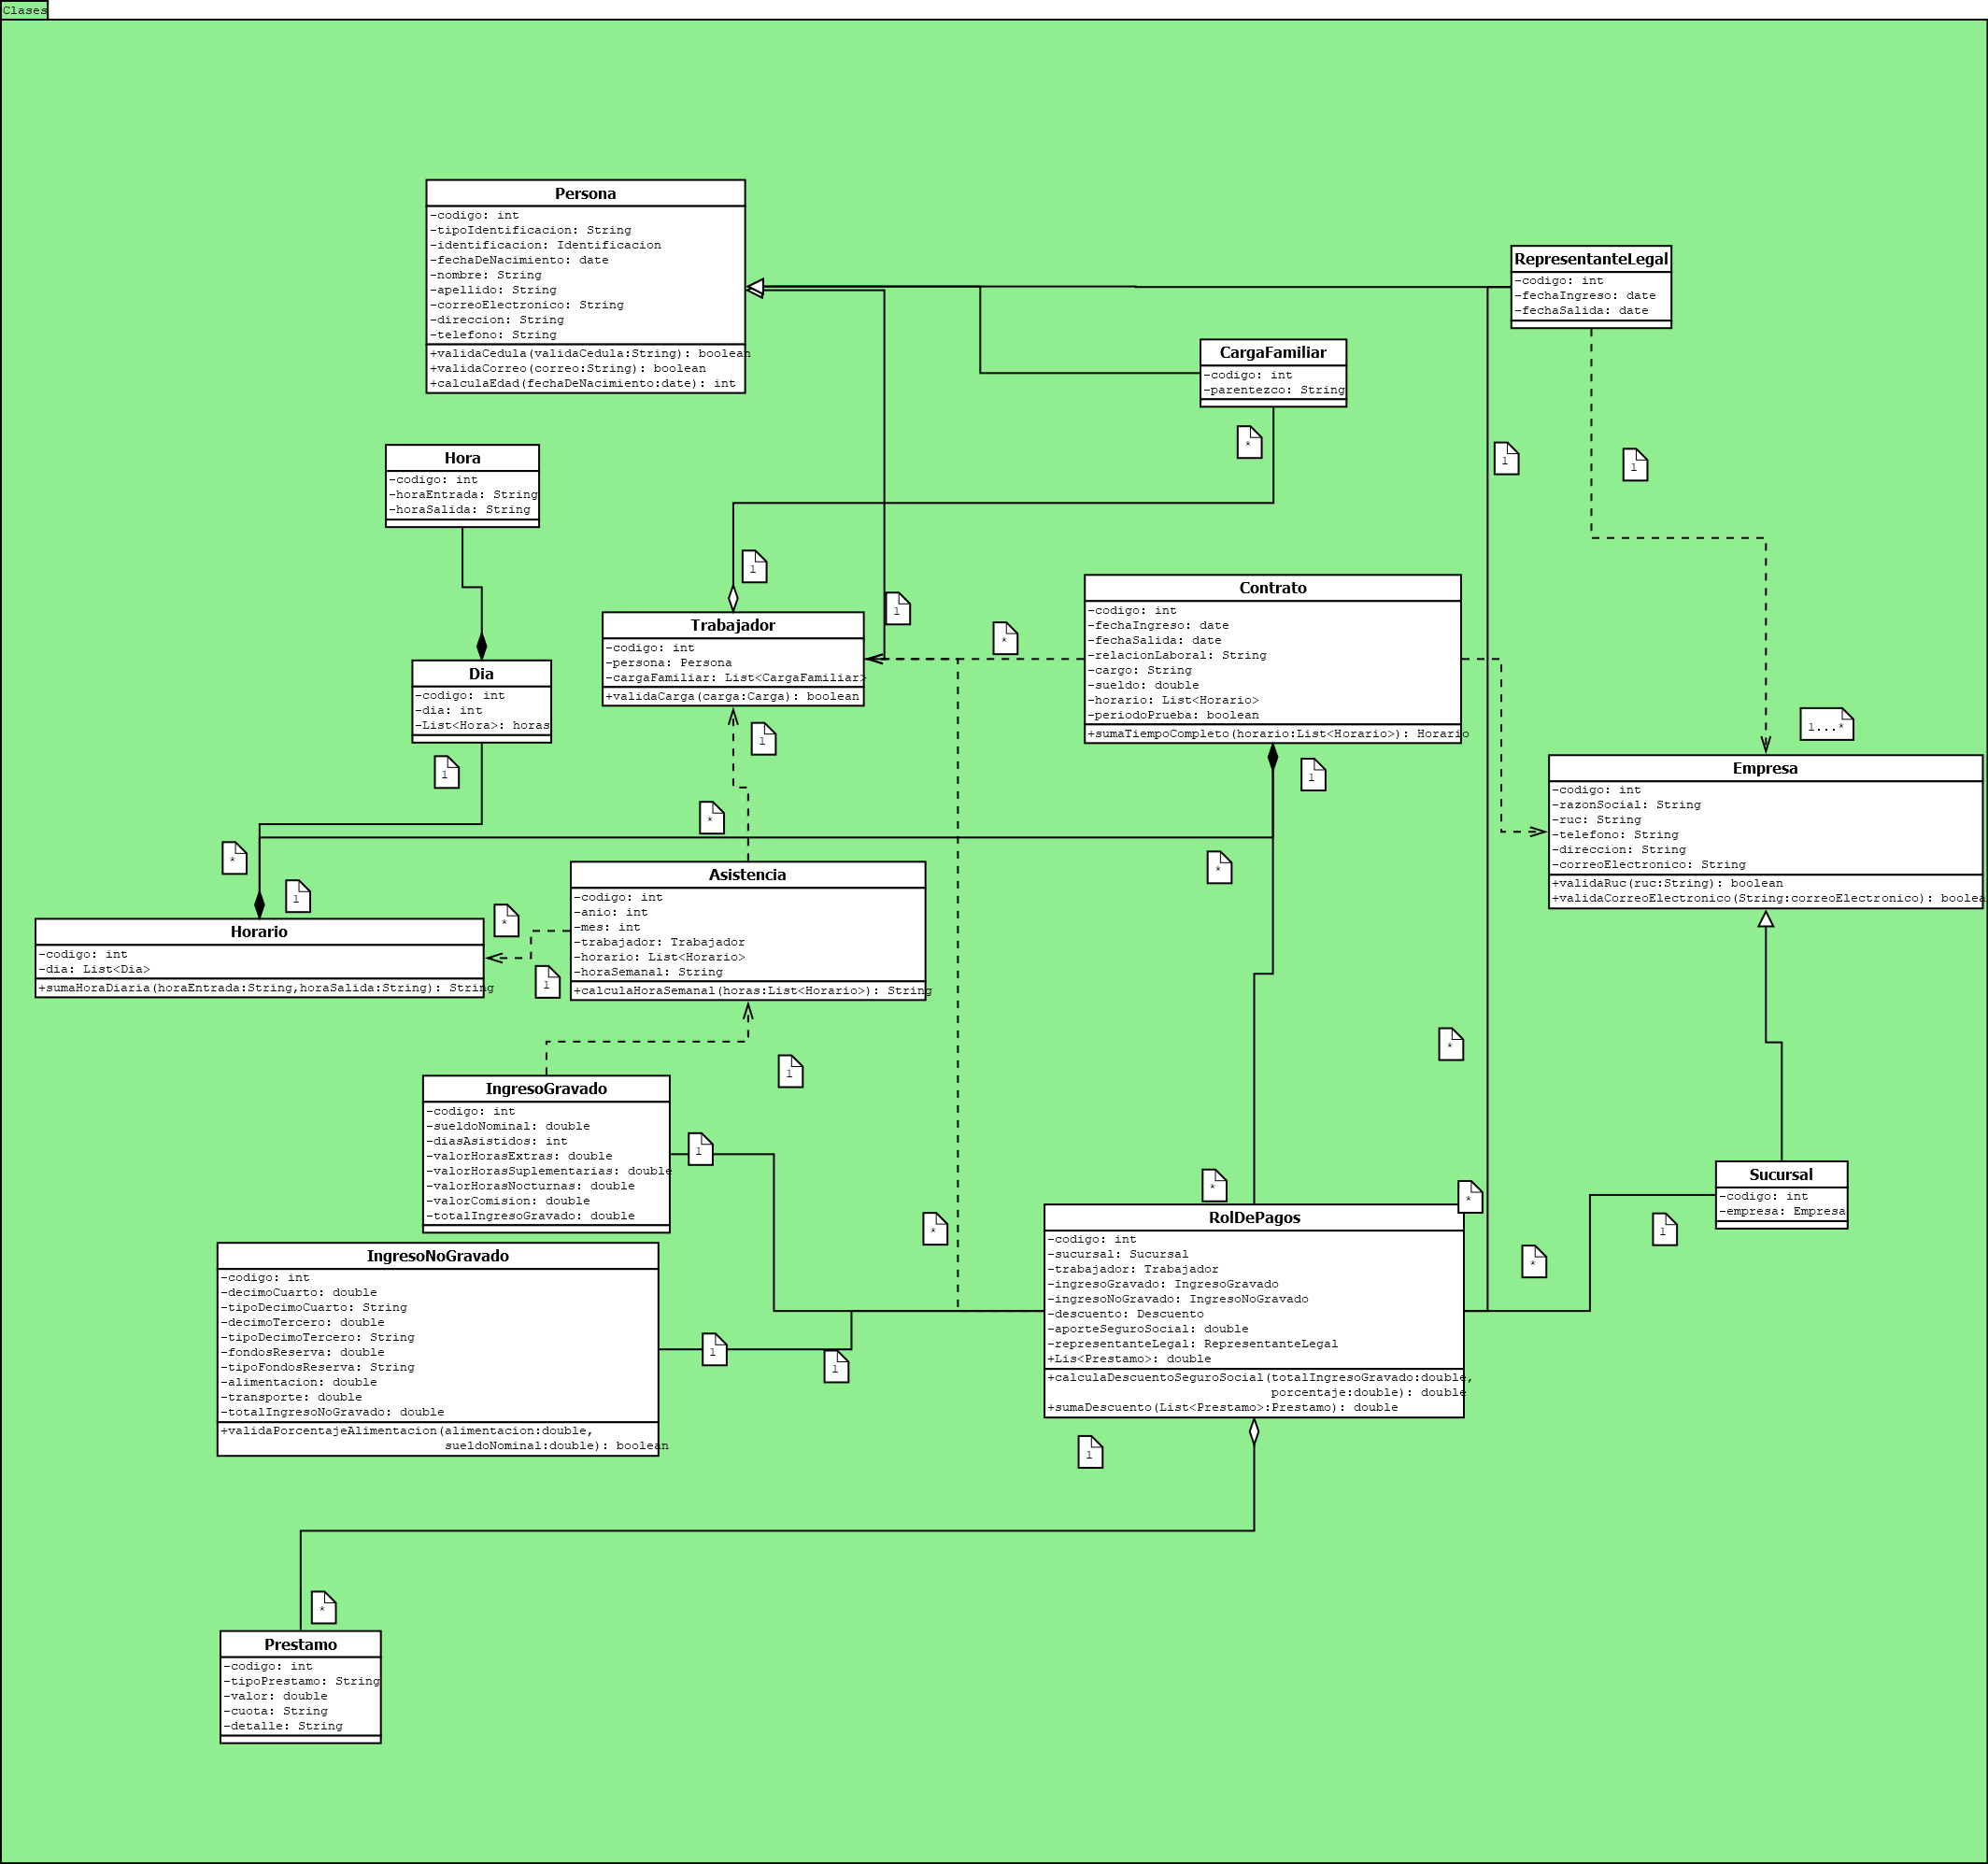 Clases
Persona
-codigo: int
-tipoIdentificacion: String
-identificacion: Identificacion
-fechaDeNacimiento: date
-nombre: String
-apellido: String
-correoElectronico: String
-direccion: String
-telefono: String
+validaCedula(validaCedula:String): boolean
+validaCorreo(correo:String): boolean
+calculaEdad(fechaDeNacimiento:date): int
RepresentanteLegal
-codigo: int
-fechaIngreso: date
-fechaSalida: date
CargaFamiliar
-codigo: int
-parentezco: String
*
1
1
Hora
-codigo: int
-horaEntrada: String
-horaSalida: String
1
1
*
Trabajador
-codigo: int
-persona: Persona
-cargaFamiliar: List<CargaFamiliar>
+validaCarga(carga:Carga): boolean
Contrato
-codigo: int
-fechaIngreso: date
-fechaSalida: date
-relacionLaboral: String
-cargo: String
-sueldo: double
-horario: List<Horario>
-periodoPrueba: boolean
+sumaTiempoCompleto(horario:List<Horario>): Horario
Dia
-codigo: int
-dia: int
-List<Hora>: horas
1
1
1
1...*
Empresa
-codigo: int
-razonSocial: String
-ruc: String
-telefono: String
-direccion: String
-correoElectronico: String
+validaRuc(ruc:String): boolean
+validaCorreoElectronico(String:correoElectronico): boolea
*
*
*
1
*
1
Horario
-codigo: int
-dia: List<Dia>
+sumaHoraDiaria(horaEntrada:String,horaSalida:String): String
Asistencia
-codigo: int
-anio: int
-mes: int
-trabajador: Trabajador
-horario: List<Horario>
-horaSemanal: String
+calculaHoraSemanal(horas:List<Horario>): String
1
*
IngresoGravado
-codigo: int
-sueldoNominal: double
-diasAsistidos: int
-valorHorasExtras: double
-valorHorasSuplementarias: double
-valorHorasNocturnas: double
-valorComision: double
-totalIngresoGravado: double
1
*
*
*
*
1
Sucursal
-codigo: int
-empresa: Empresa
IngresoNoGravado
-codigo: int
-decimoCuarto: double
-tipoDecimoCuarto: String
-decimoTercero: double
-tipoDecimoTercero: String
-fondosReserva: double
-tipoFondosReserva: String
-alimentacion: double
-transporte: double
-totalIngresoNoGravado: double
+validaPorcentajeAlimentacion(alimentacion:double,
sueldoNominal:double): boolean
1
1
RolDePagos
-codigo: int
-sucursal: Sucursal
-trabajador: Trabajador
-ingresoGravado: IngresoGravado
-ingresoNoGravado: IngresoNoGravado
-descuento: Descuento
-aporteSeguroSocial: double
-representanteLegal: RepresentanteLegal
+Lis<Prestamo>: double
+calculaDescuentoSeguroSocial(totalIngresoGravado:double,
porcentaje:double): double
+sumaDescuento(List<Prestamo>:Prestamo): double
1
*
Prestamo
-codigo: int
-tipoPrestamo: String
-valor: double
-cuota: String
-detalle: String